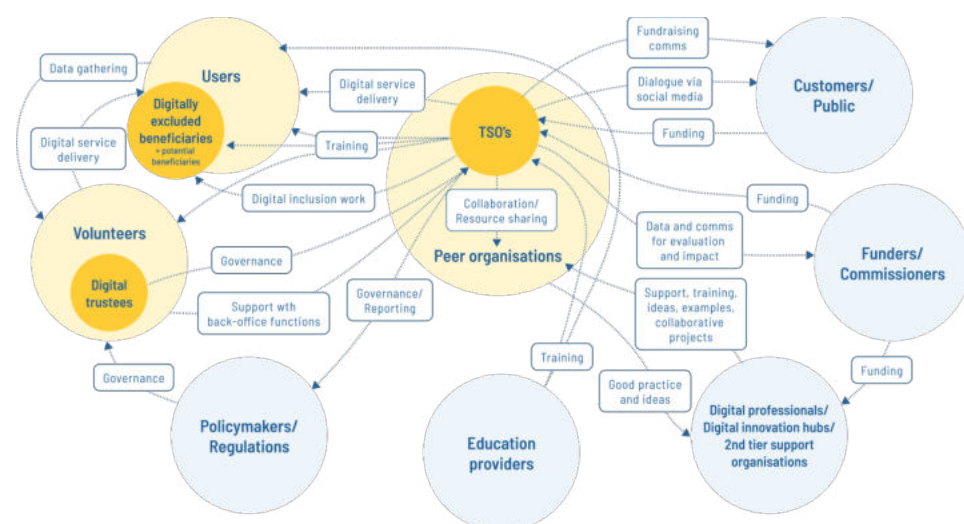 Data gathering
Users
Digitally
excluded
beneficiaries
+ potential
beneficiaries
Digital service
delivery
Volunteers
Digital
trustees
Governance
Support wth
back-office functions
Governance
Policymakers/
Regulations
Digital service
delivery
Training
Digital inclusion work
Governance/
Reporting
TSO's
Collaboration/
Resource sharing
Peer organisations
Training
Education
providers
Fundraising
comms
Dialogue via
social media
Funding
Customers/
Public
Funding
Data and comms
for evaluation
and impact
Funders/
Commissioners
Support, training,
ideas, examples,
collaborative
projects
Funding
Good practice
and ideas
Digital professionals/
Digital innovation hubs/
2nd tier support
organisations